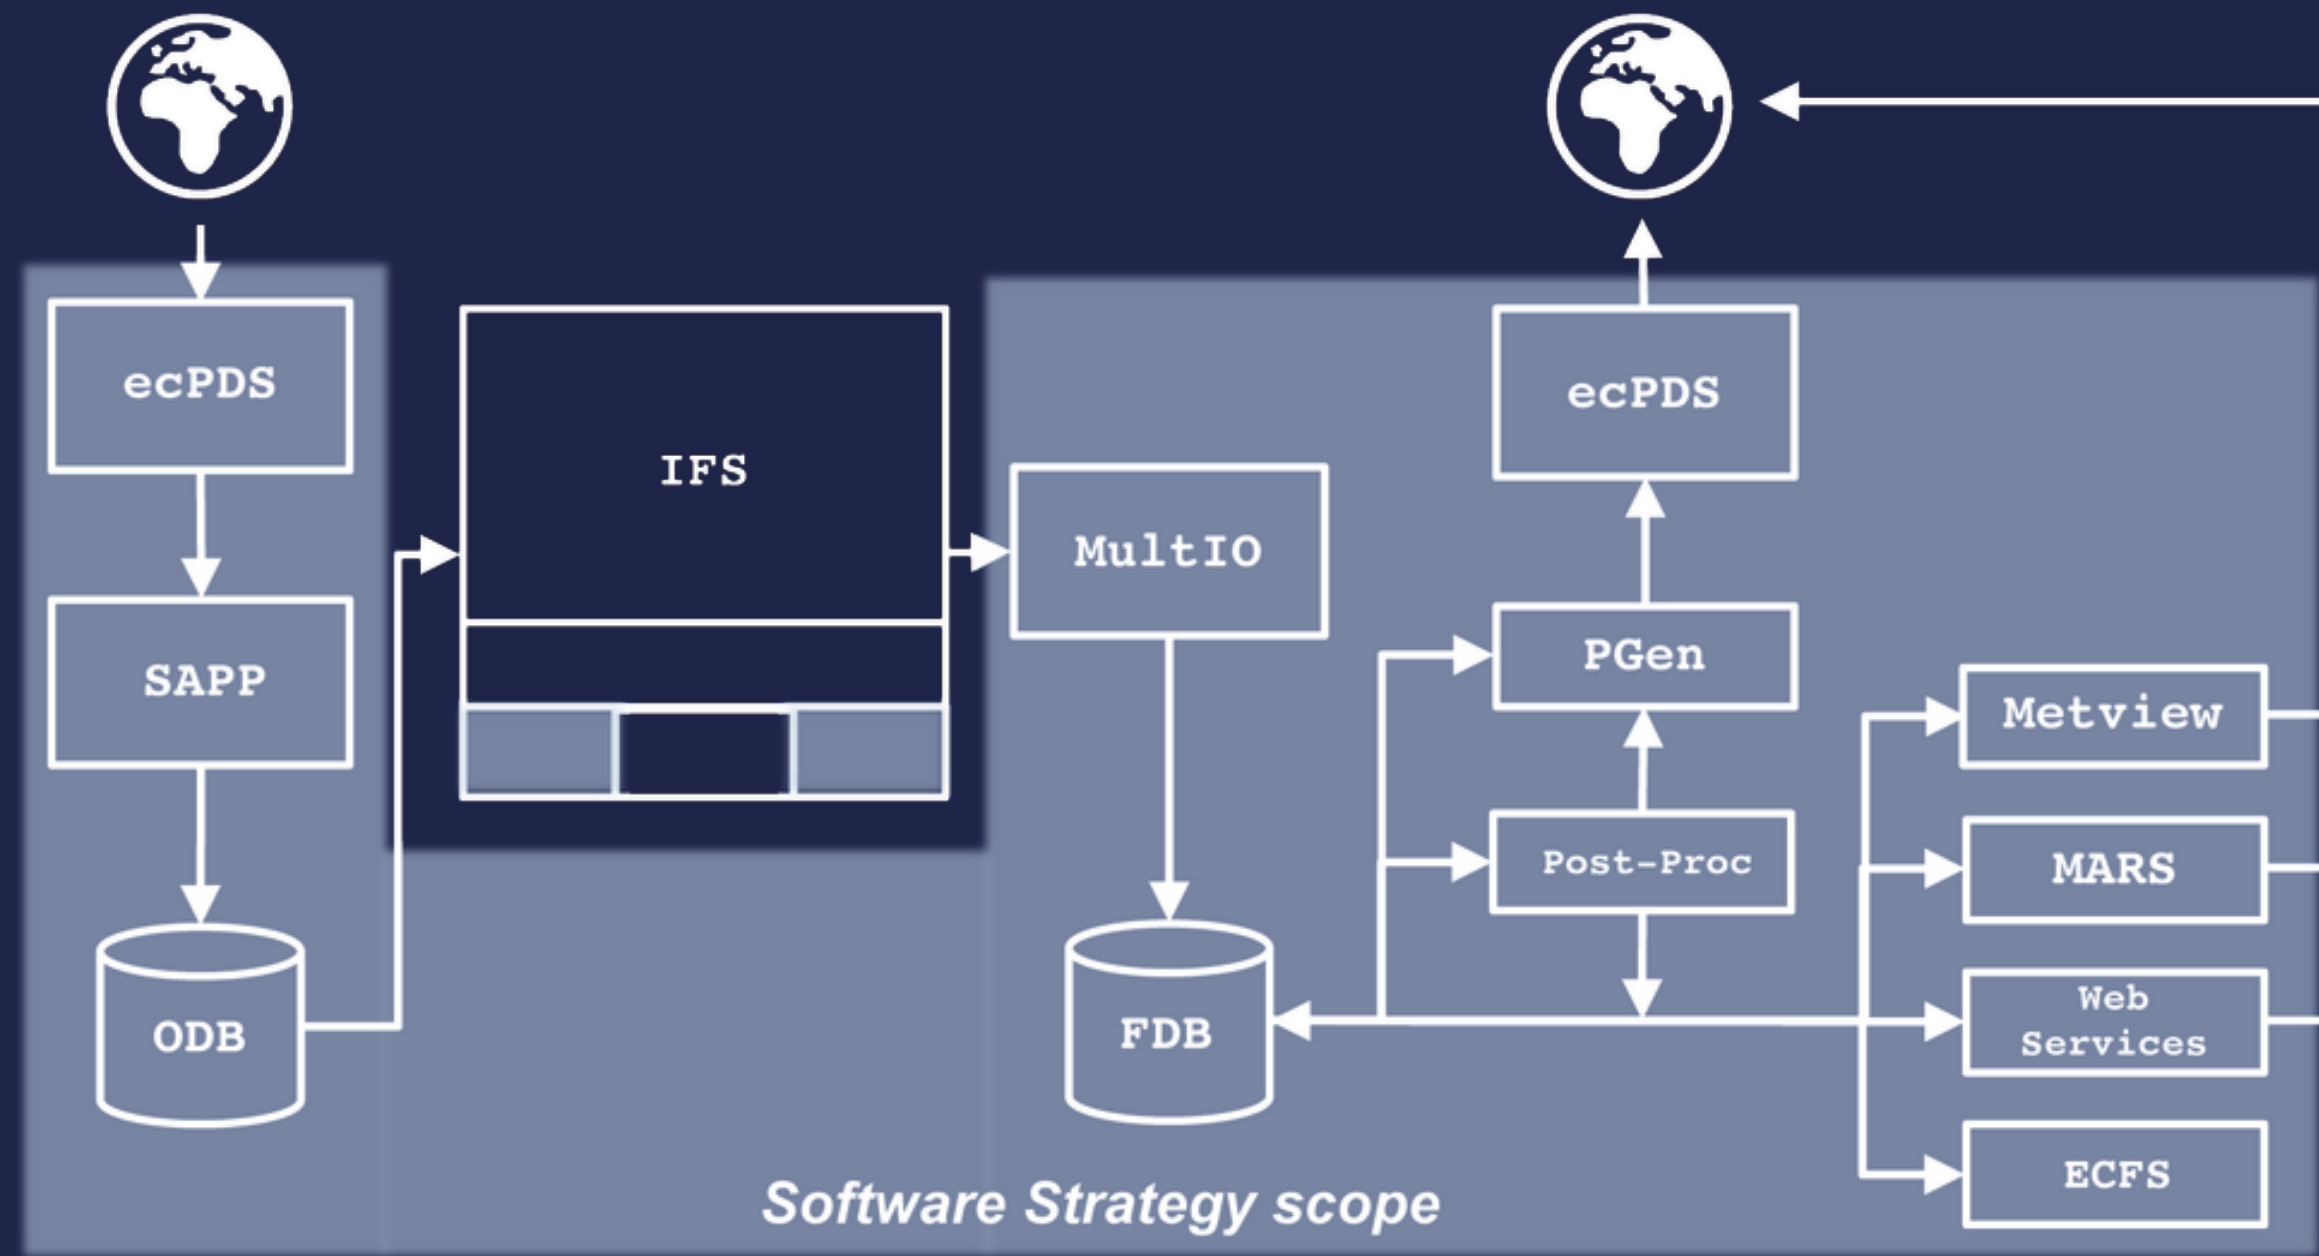 ecPDS
SAPP
ODB
IFS
MultIO
FDB
ecPDS
PGen
Post-Proc
Metview
MARS
Web
Services
ECFS
Software Strategy scope